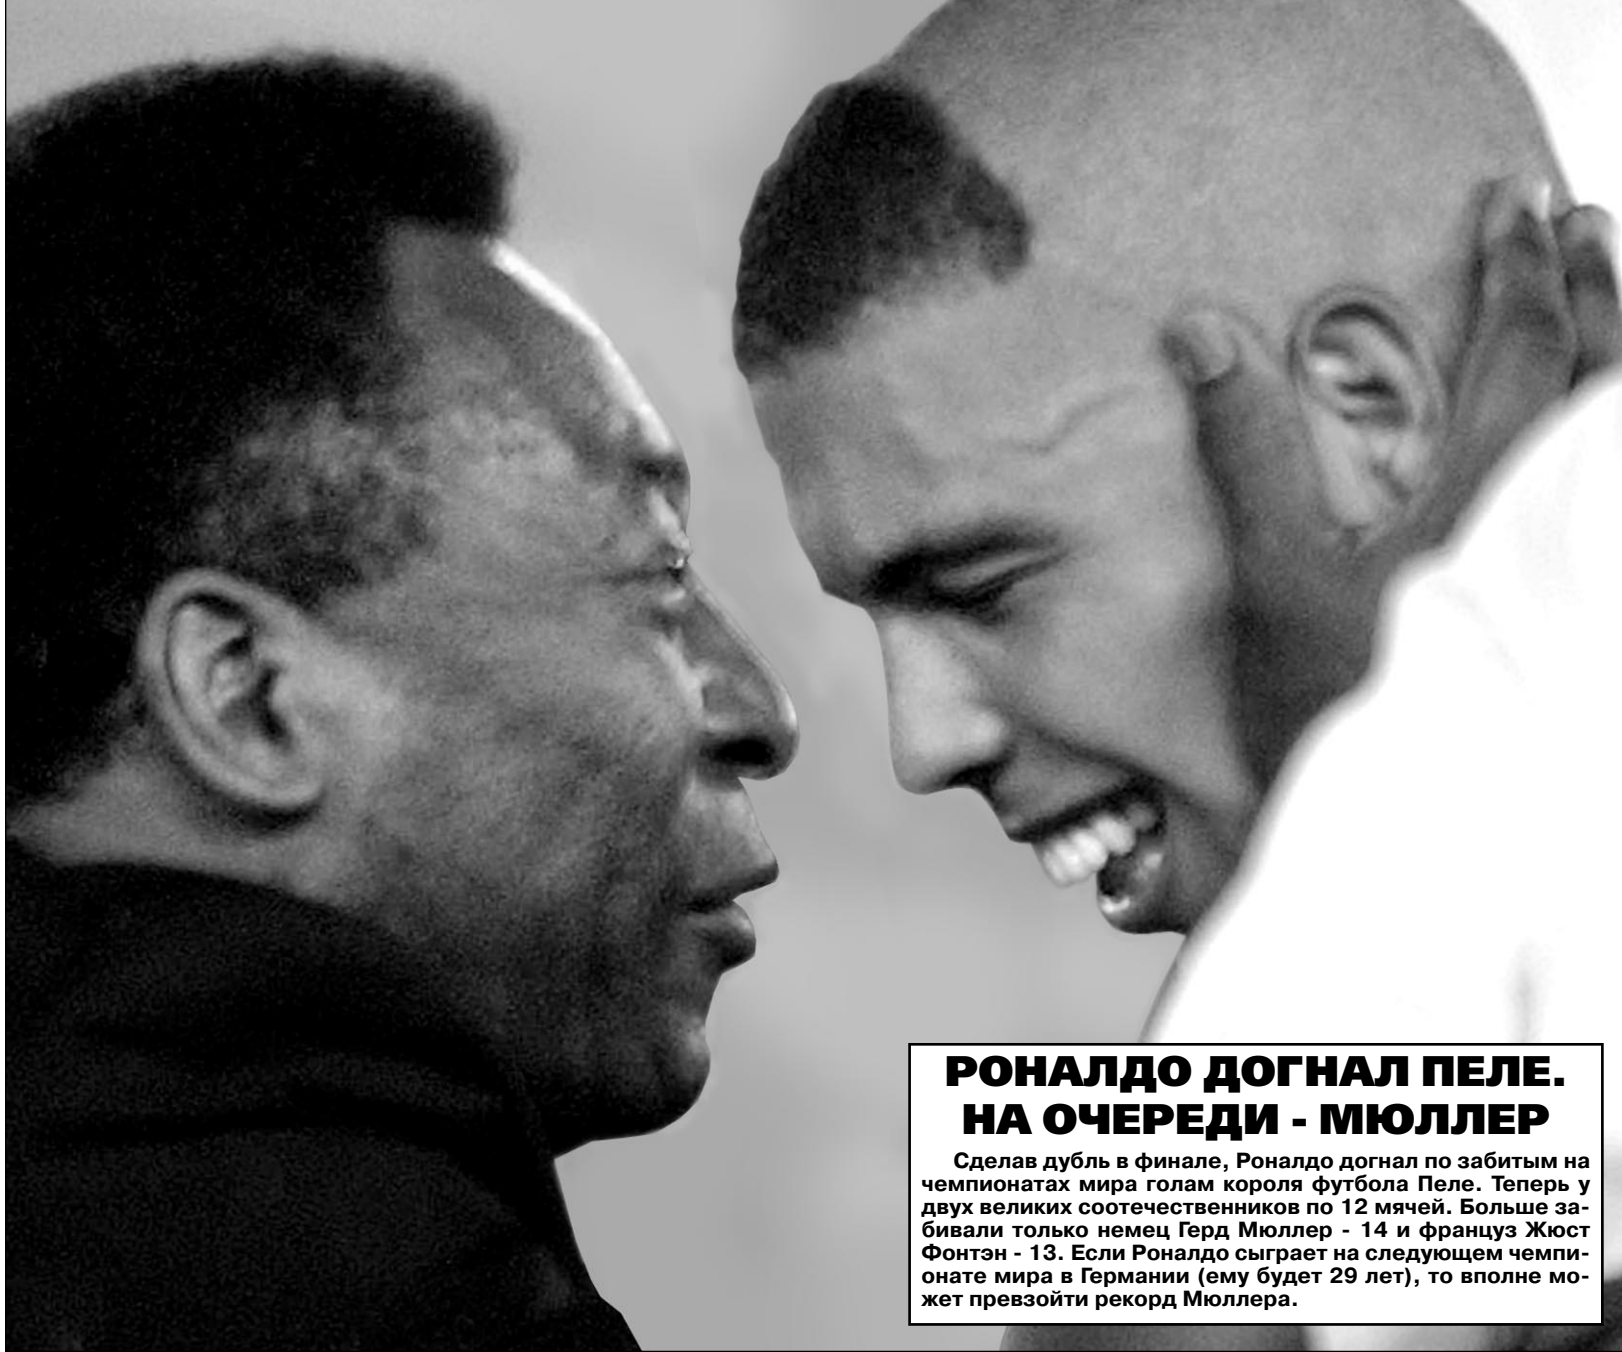 РОНАЛДО ДОГНАЛ ПЕЛЕ.
НА ОЧЕРЕДИ - МЮЛЛЕР
Сделав дубль в финале, Роналдо догнал по забитым на
чемпионатах мира голам короля футбола Пеле. Теперь у
двух великих соотечественников по 12 мячей. Больше за-
бивали только немец Герд Мюллер - 14 и француз Жюст
Фонтэн - 13. Если Роналдо сыграет на следующем чемпи-
онате мира в Германии (ему будет 29 лет), то вполне мо-
жет превзойти рекорд Мюллера.